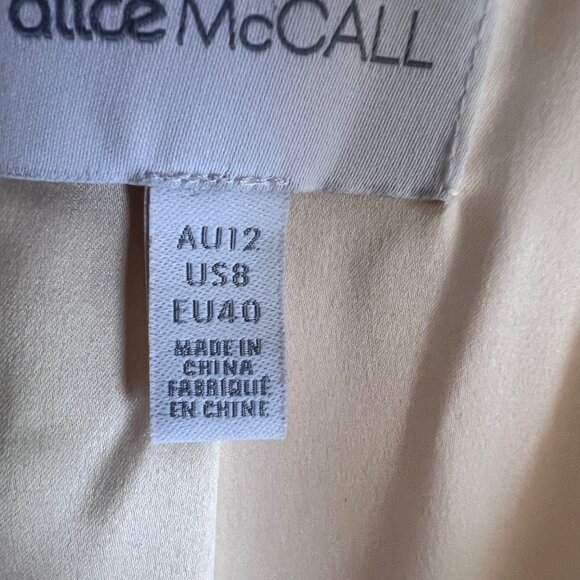 alice McCALL
AU12
US8
EU40
MADE IN
CHINA
FABRIQUÉ
EN CHINE